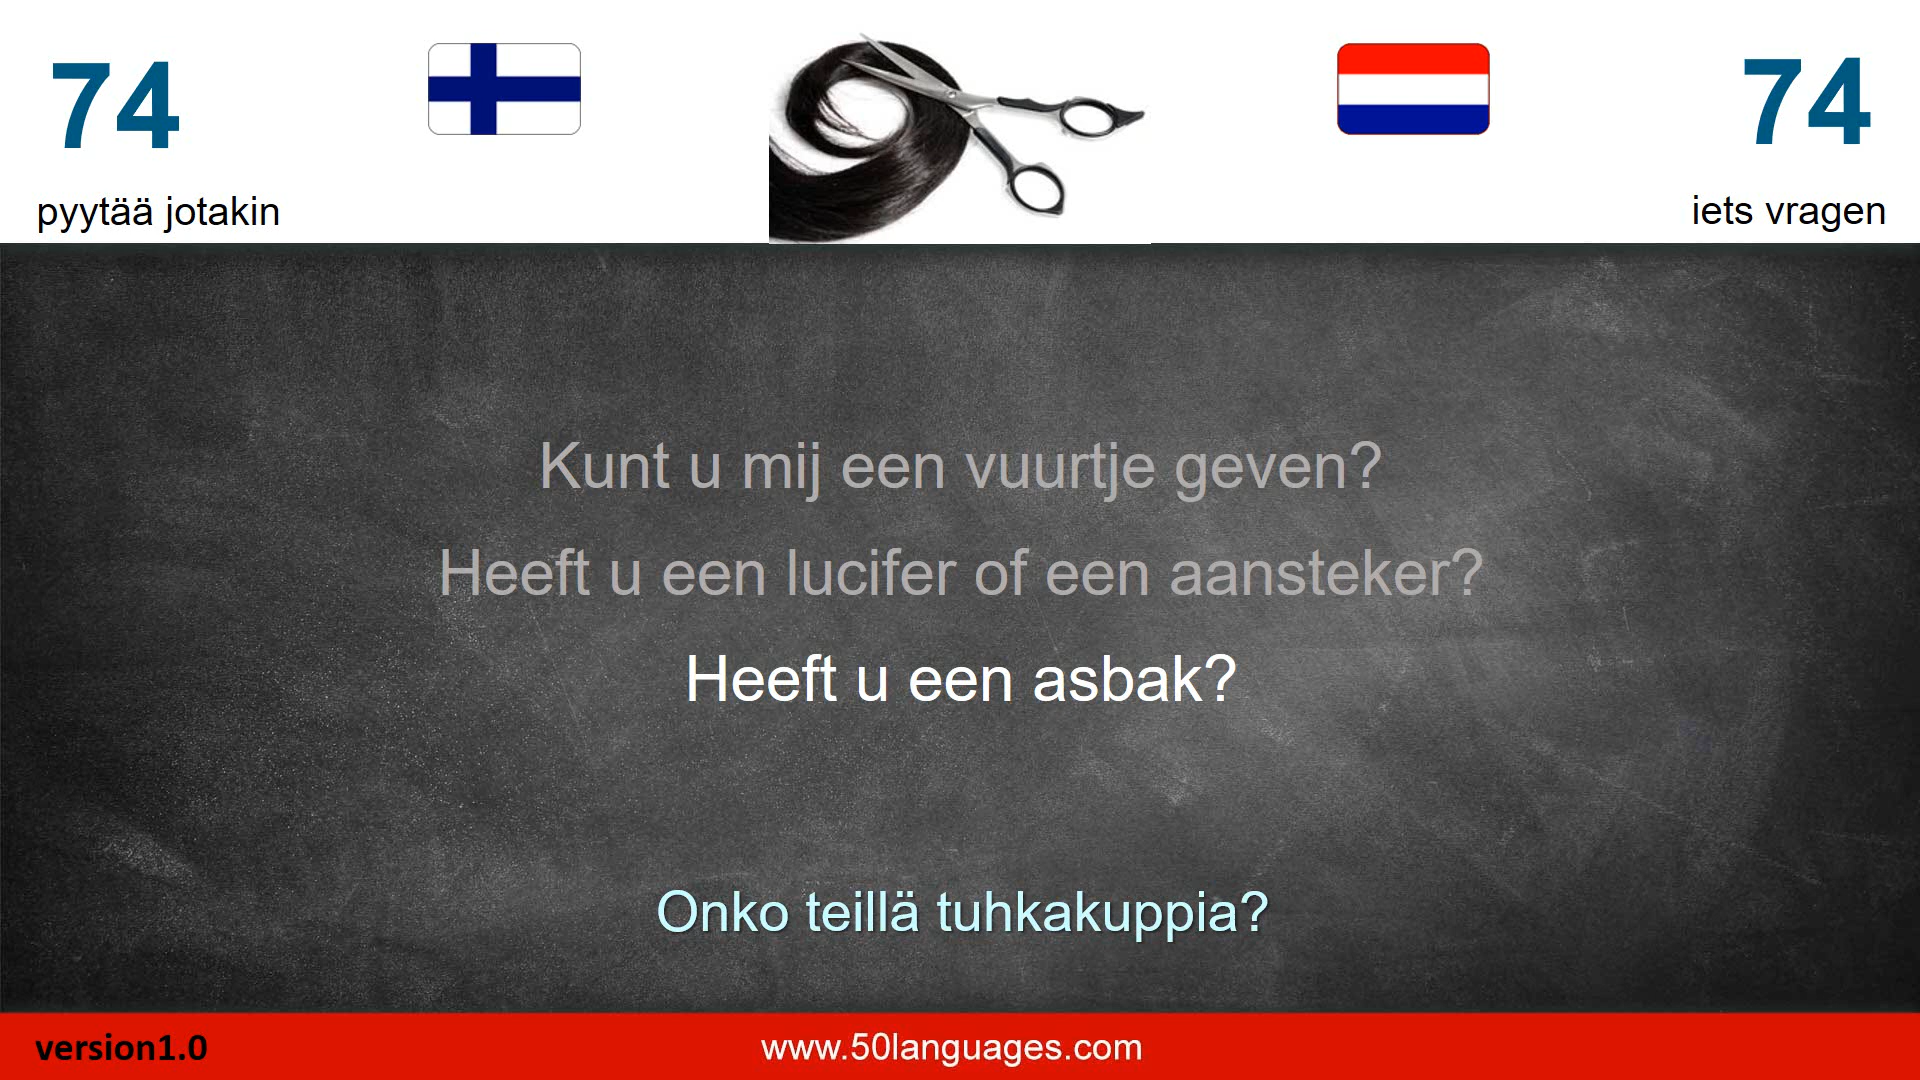 74
74
pyytää jotakin
iets vragen
Kunt u mij een vuurtje geven?
Heeft u een lucifer of een aansteker?
Heeft u een asbak?
Onko teillä tuhkakuppia?
version1.0
www.50languages.com